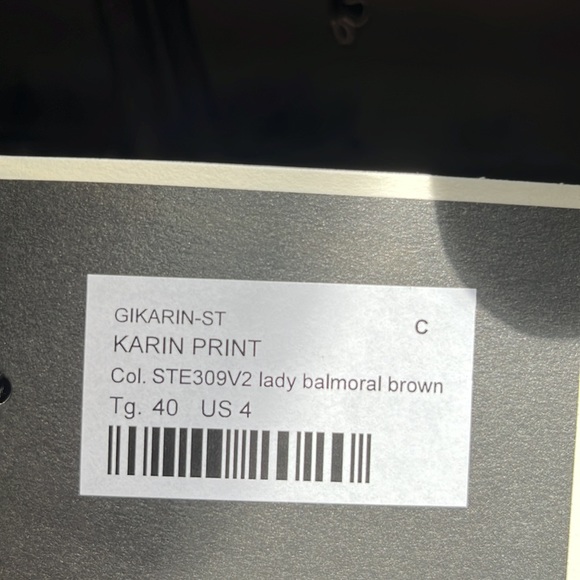 GIKARIN-ST
C
KARIN PRINT
Col. STE309V2 lady balmoral brown
Tg. 40 US 4